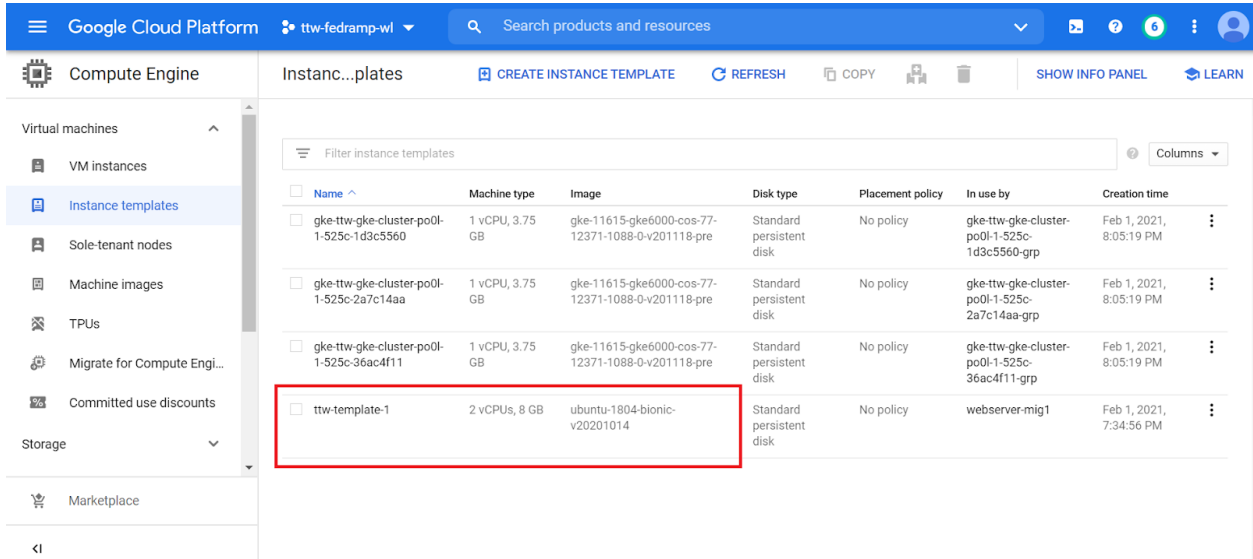 Google Cloud Platform
ttw-fedramp-wl
Search products and resources
6
Compute Engine
Instanc...plates
CREATE INSTANCE TEMPLATE
REFRESH
COPY
SHOW INFO PANEL
LEARN
Virtual machines
VM instances
Instance templates
Sole-tenant nodes
Machine images
TPUs
Migrate for Compute Engi...
Committed use discounts
Storage
Marketplace
Filter instance templates
Columns
Name Machine type Image Disk type Placement policy In use by Creation time
gke-ttw-gke-cluster-po0l- 1 vCPU, 3.75 gke-11615-gke6000-cos-77- Standard No policy gke-ttw-gke-cluster- Feb 1, 2021,
1-525c-1d3c5560 GB 12371-1088-0-v201118-pre persistent po0l-1-525c- 8:05:19 PM
disk 1d3c5560-grp
gke-ttw-gke-cluster-po0l- 1 vCPU, 3.75 gke-11615-gke6000-cos-77- Standard No policy gke-ttw-gke-cluster- Feb 1, 2021,
1-525c-2a7c14aa GB 12371-1088-0-v201118-pre persistent po0l-1-525c- 8:05:19 PM
disk 2a7c14aa-grp
gke-ttw-gke-cluster-po0l- 1 vCPU, 3.75 gke-11615-gke6000-cos-77- Standard No policy gke-ttw-gke-cluster- Feb 1, 2021,
1-525c-36ac4f11 GB 12371-1088-0-v201118-pre persistent po0l-1-525c- 8:05:19 PM
disk 36ac4f11-grp
ttw-template-1 2 vCPUs, 8 GB ubuntu-1804-bionic- Standard No policy webserver-mig1 Feb 1, 2021,
v20201014 persistent 7:34:56 PM
disk